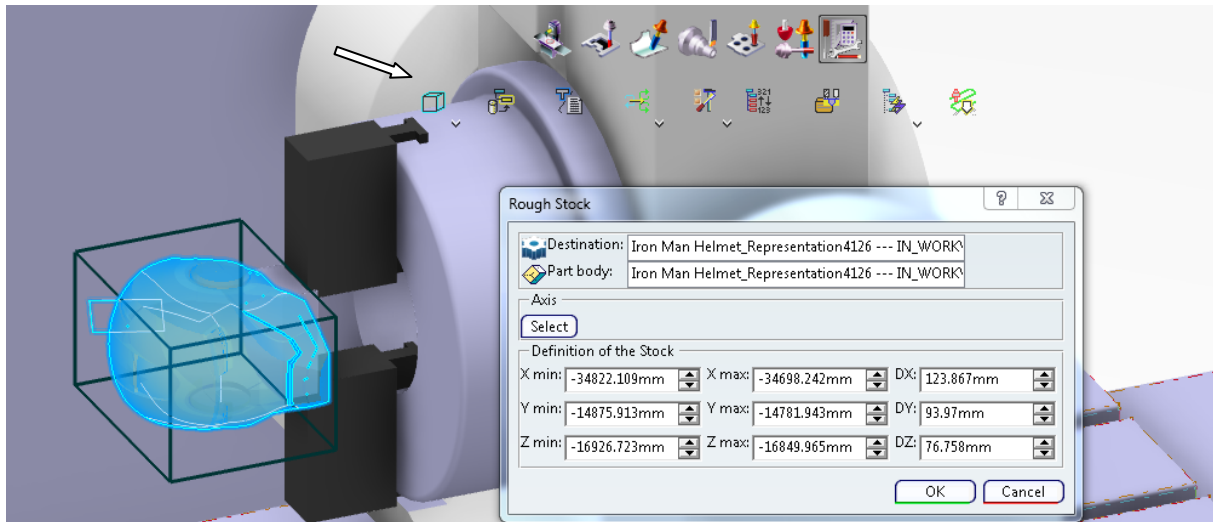 321
123
Rough Stock
Destination: Iron Man Helmet_Representation4126 --- IN_WORK
Part body: Iron Man Helmet_Representation4126 --- IN_WORK
Axis
Select
Definition of the Stock
X min: -34822.109mm X max: -34698.242mm DX: 123.867mm
Y min: -14875.913mm Y max: -14781.943mm DY: 93.97mm
Z min: -16926.723mm Z max: -16849.965mm DZ: 76.758mm
OK Cancel